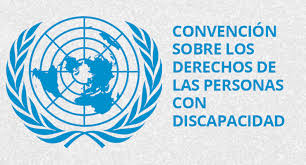 CONVENCIÓN
SOBRE LOS
DERECHOS DE
LAS PERSONAS
CON
DISCAPACIDAD